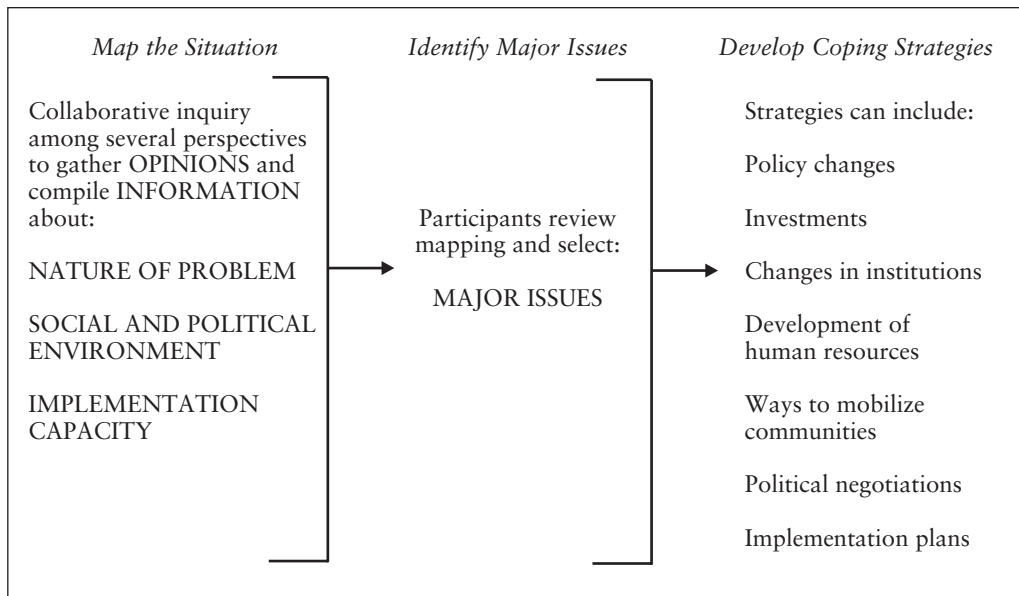 Map the Situation
Collaborative inquiry
among several perspectives
to gather OPINIONS and
compile INFORMATION
about:
NATURE OF PROBLEM
SOCIAL AND POLITICAL
ENVIRONMENT
IMPLEMENTATION
CAPACITY
Identify Major Issues
Participants review
mapping and select:
MAJOR ISSUES
Develop Coping Strategies
Strategies can include:
Policy changes
Investments
Changes in institutions
Development of
human resources
Ways to mobilize
communities
Political negotiations
Implementation plans